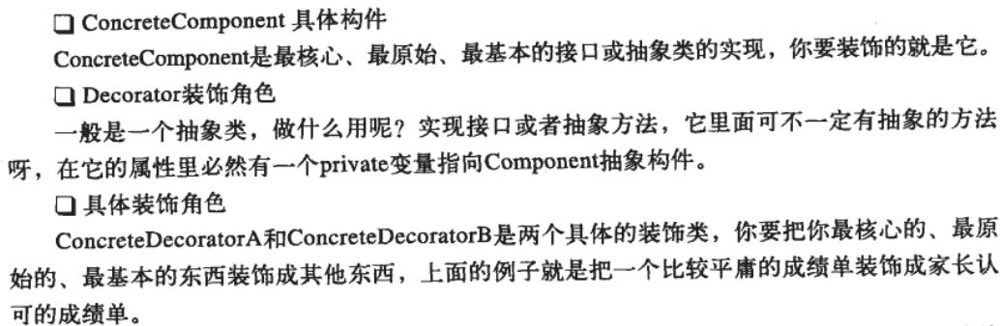 ❑ ConcreteComponent 具体构件
ConcreteComponent是最核心、最原始、最基本的接口或抽象类的实现，你要装饰的就是它。
❑ Decorator装饰角色
一般是一个抽象类，做什么用呢？实现接口或者抽象方法，它里面可不一定有抽象的方法
呀，在它的属性里必然有一个private变量指向Component抽象构件。
❑ 具体装饰角色
ConcreteDecoratorA和ConcreteDecoratorB是两个具体的装饰类，你要把你最核心的、最原
始的、最基本的东西装饰成其他东西，上面的例子就是把一个比较平庸的成绩单装饰成家长认
可的成绩单。